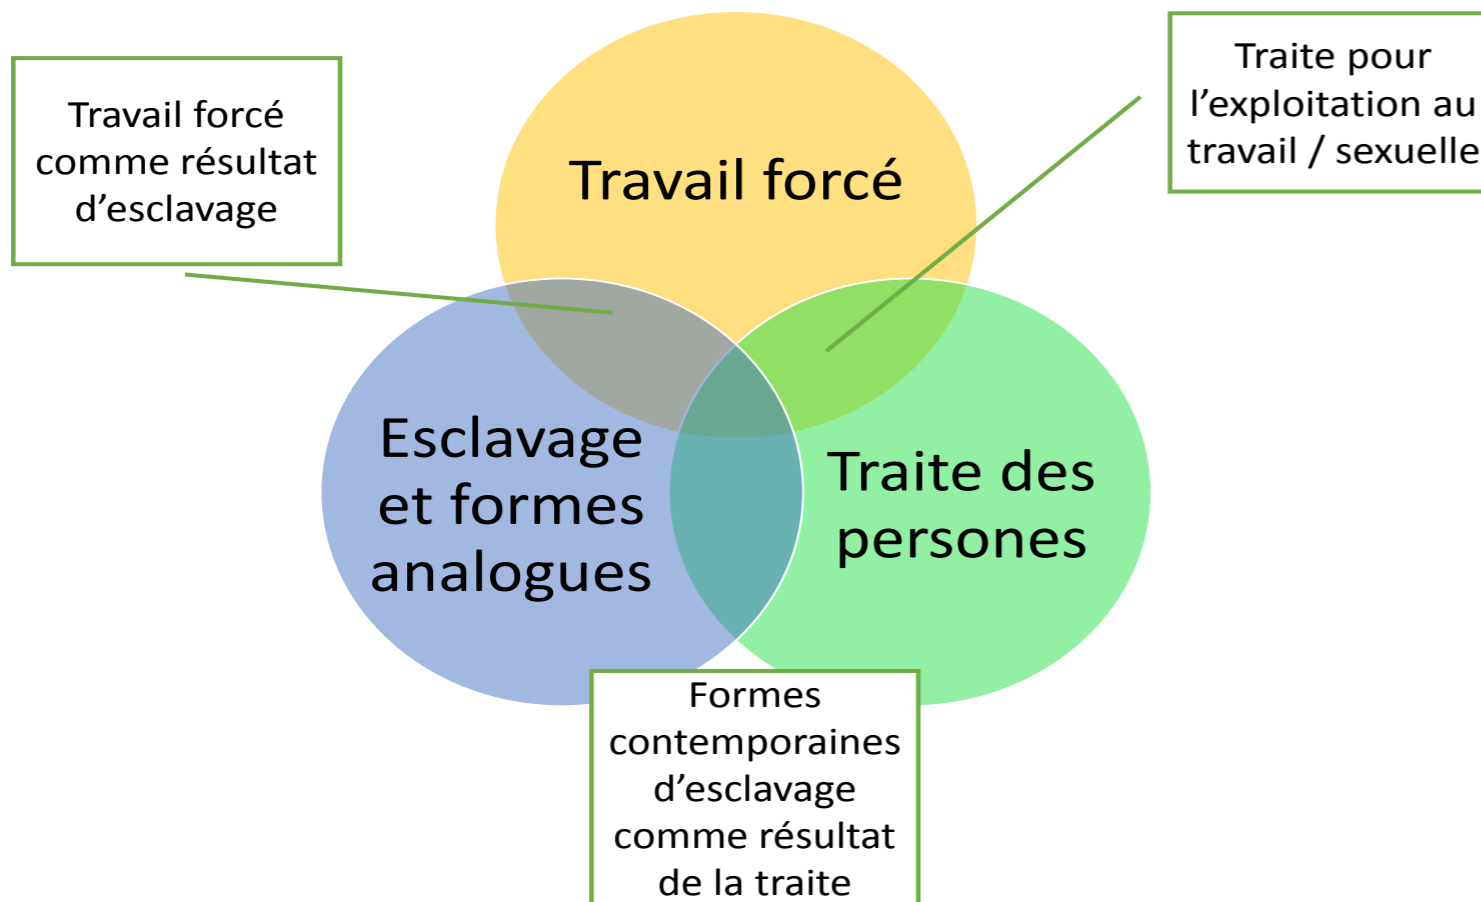 Travail forcé
comme résultat
d’esclavage
Travail forcé
Traite pour
l’exploitation au
travail / sexuelle
Esclavage
et formes
analogues
Traite des
persones
Formes
contemporaines
d’esclavage
comme résultat
de la traite